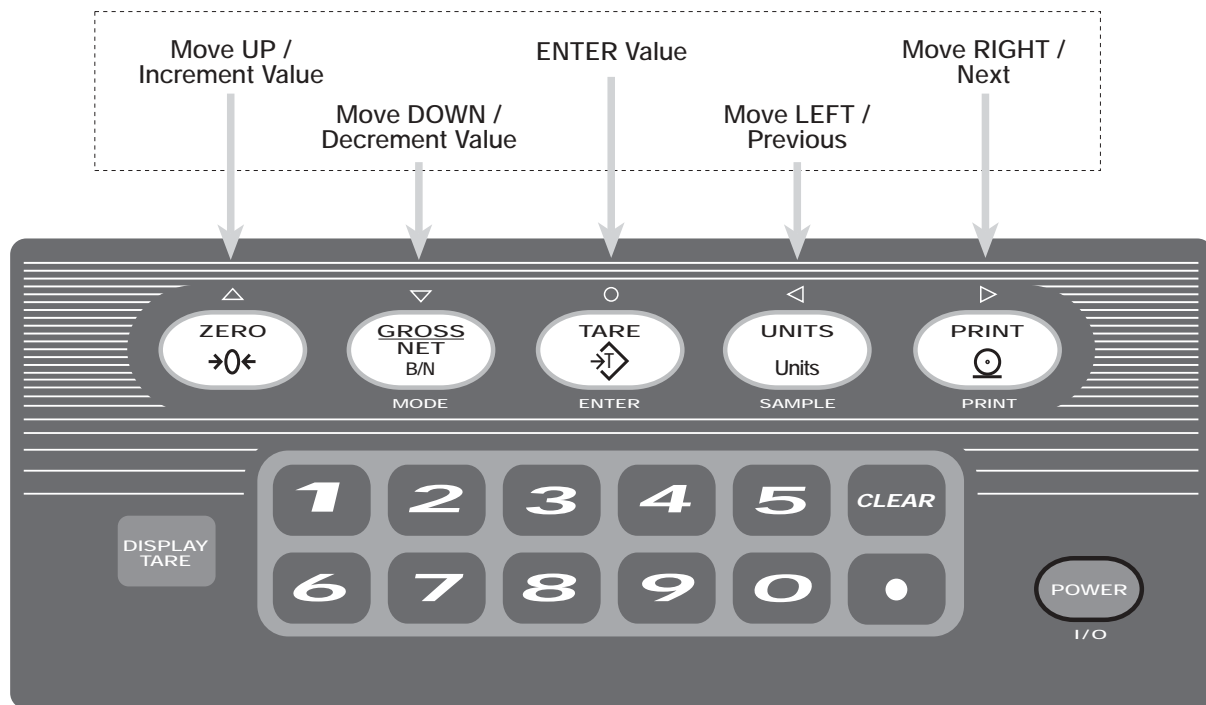 Move UP /
Increment Value
Move DOWN /
Decrement Value
ENTER Value
Move LEFT /
Previous
Move RIGHT /
Next
ZERO
→0←
GROSS
NET
B/N
MODE
TARE
→T
ENTER
UNITS
Units
SAMPLE
PRINT
PRINT
1 2 3 4 5 CLEAR
6 7 8 9 0 •
DISPLAY
TARE
POWER
I/O